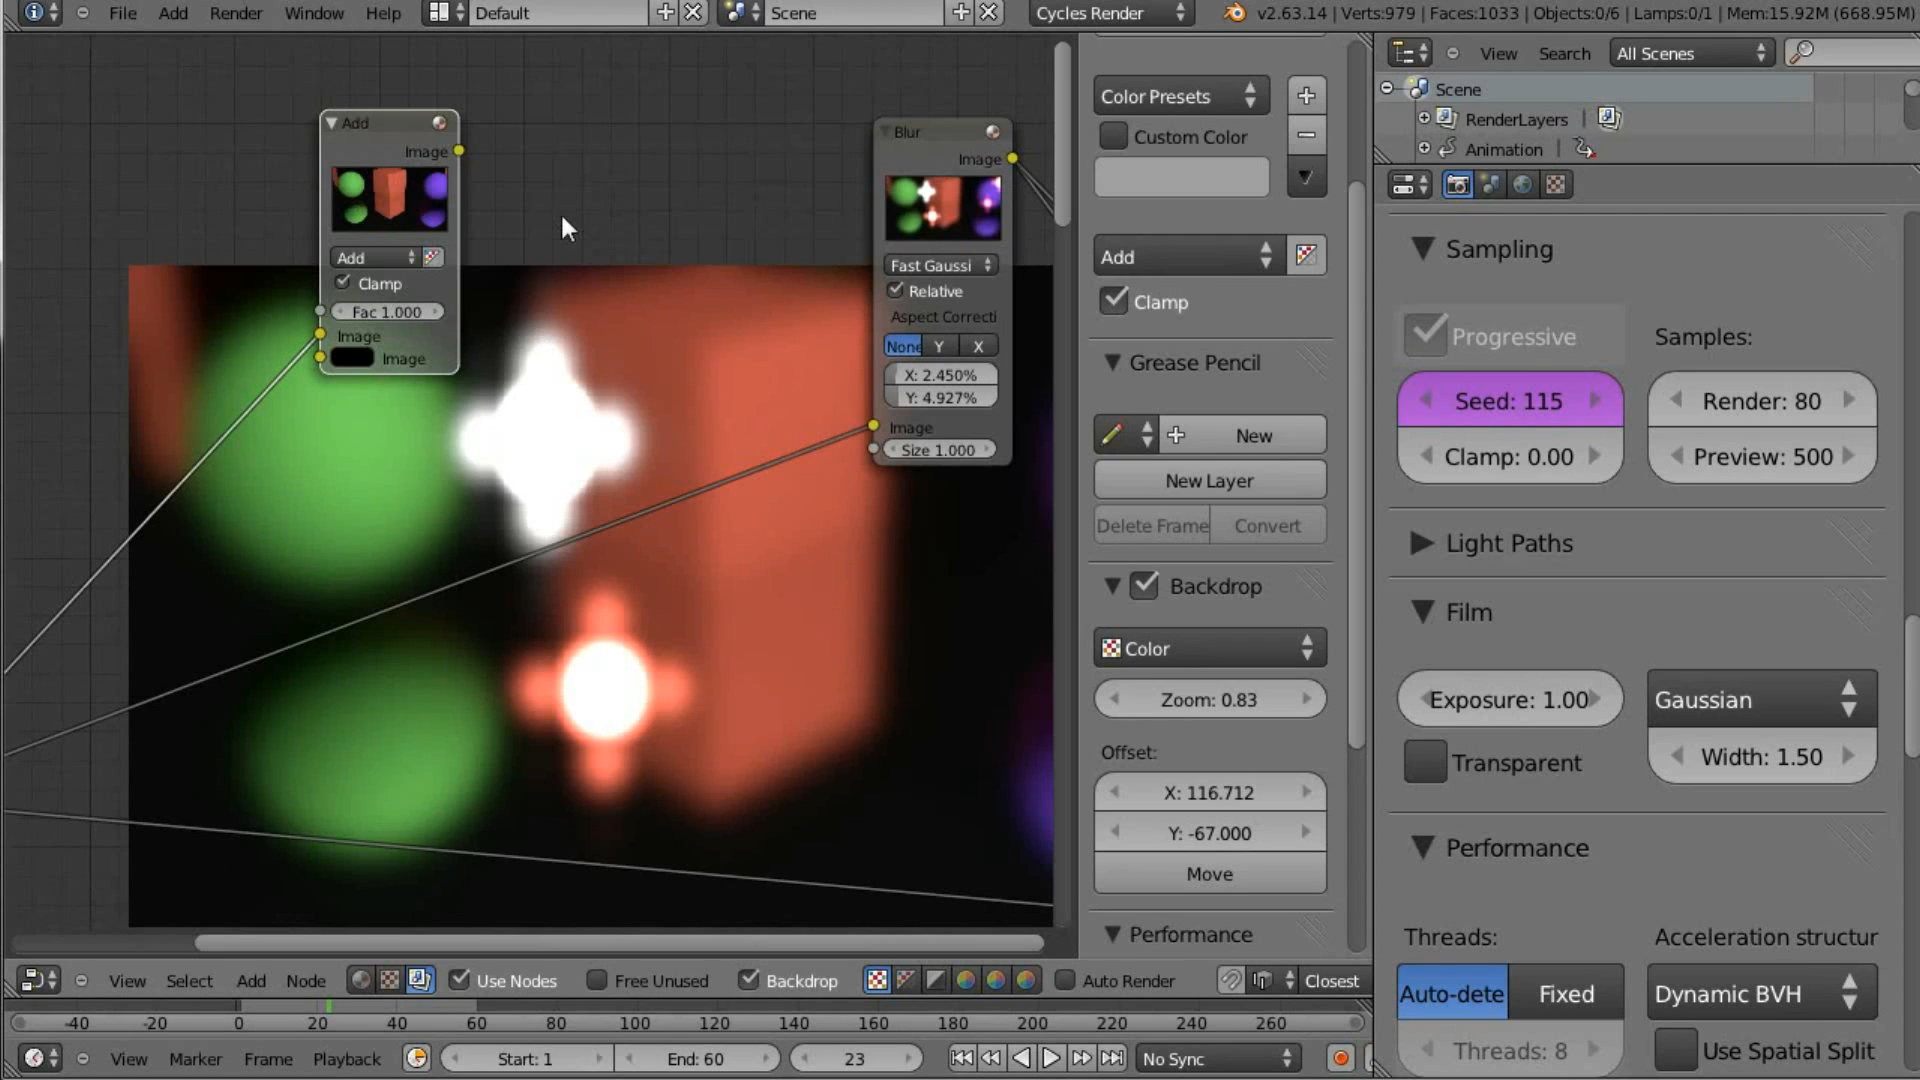 File Add Render Window Help Default Scene Cycles Render v2.63.14 | Verts:979 | Faces:1033 | Objects:0/6 | Lamps:0/1 | Mem:15.92M (668.95M)
View Search All Scenes
Scene
RenderLayers |
Animation |
Add
Image
Add
Clamp
Fac 1.000
Image
Image
Blur
Image
Fast Gaussi
Relative
Aspect Correcti
None Y X
X: 2.450%
Y: 4.927%
Image
Size 1.000
Color Presets
Custom Color
Add
Clamp
Grease Pencil
New
New Layer
Delete Frame Convert
Backdrop
Color
Zoom: 0.83
Offset:
X: 116.712
Y: -67.000
Move
Performance
Sampling
Progressive Samples:
Seed: 115 Render: 80
Clamp: 0.00 Preview: 500
Light Paths
Film
Exposure: 1.00 Gaussian
Transparent Width: 1.50
Performance
Threads: Acceleration structur
Auto-dete Fixed Dynamic BVH
Threads: 8 Use Spatial Split
View Select Add Node Use Nodes Free Unused Backdrop Auto Render Closest
-40 -20 0 20 40 60 80 100 120 140 160 180 200 220 240 260
View Marker Frame Playback Start: 1 End: 60 23 No Sync